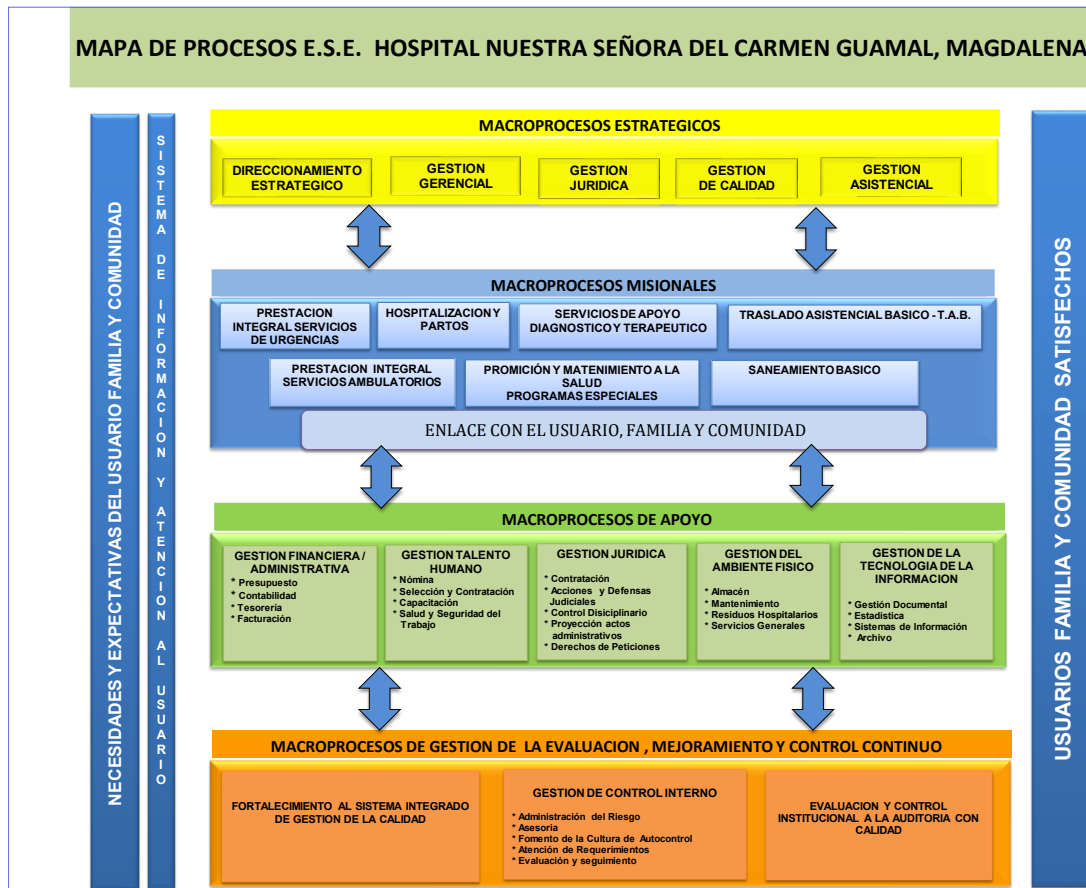 MAPA DE PROCESOS E.S.E. HOSPITAL NUESTRA SEÑORA DEL CARMEN GUAMAL, MAGDALENA
NECESIDADES Y EXPECTATIVAS DEL USUARIO FAMILIA Y COMUNIDAD
SISTEMA DE INFORMACION Y ATENCION AL USUARIO
MACROPROCESOS ESTRATEGICOS
DIRECCIONAMIENTO
ESTRATEGICO
GESTION
GERENCIAL
GESTION
JURIDICA
GESTION
DE CALIDAD
GESTION
ASISTENCIAL
MACROPROCESOS MISIONALES
PRESTACION
INTEGRAL SERVICIOS
DE URGENCIAS
HOSPITALIZACION Y
PARTOS
SERVICIOS DE APOYO
DIAGNOSTICO Y TERAPEUTICO
TRASLADO ASISTENCIAL BASICO - T.A.B.
PRESTACION INTEGRAL
SERVICIOS AMBULATORIOS
PROMICIÓN Y MATENIMIENTO A LA
SALUD
PROGRAMAS ESPECIALES
SANEAMIENTO BASICO
ENLACE CON EL USUARIO, FAMILIA Y COMUNIDAD
MACROPROCESOS DE APOYO
GESTION FINANCIERA /
ADMINISTRATIVA
* Presupuesto
* Contabilidad
* Tesorería
* Facturación
GESTION TALENTO
HUMANO
* Nómina
* Selección y Contratación
* Capacitación
* Salud y Seguridad del
Trabajo
GESTION JURIDICA
* Contratación
* Acciones y Defensas
Judiciales
* Control Disiciplinario
* Proyección actos
administrativos
* Derechos de Peticiones
GESTION DEL
AMBIENTE FISICO
* Almacén
* Mantenimiento
* Residuos Hospitalarios
* Servicios Generales
GESTION DE LA
TECNOLOGIA DE LA
INFORMACION
* Gestión Documental
* Estadística
* Sistemas de Información
* Archivo
MACROPROCESOS DE GESTION DE LA EVALUACION , MEJORAMIENTO Y CONTROL CONTINUO
FORTALECIMIENTO AL SISTEMA INTEGRADO
DE GESTION DE LA CALIDAD
GESTION DE CONTROL INTERNO
* Administración del Riesgo
* Asesoría
* Fomento de la Cultura de Autocontrol
* Atención de Requerimientos
* Evaluación y seguimiento
EVALUACION Y CONTROL
INSTITUCIONAL A LA AUDITORIA CON
CALIDAD
USUARIOS FAMILIA Y COMUNIDAD SATISFECHOS